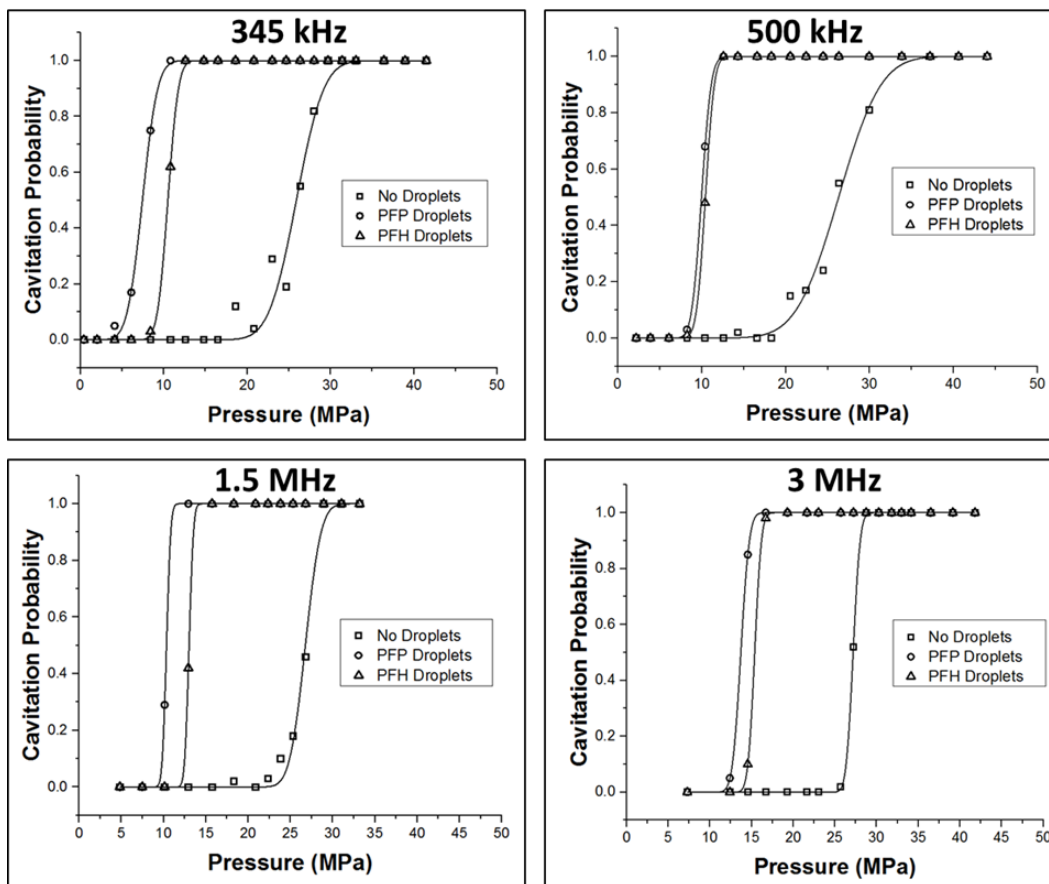 345 kHz
1.0
0.8
0.6
0.4
0.2
0.0
Cavitation Probability
No Droplets
PFP Droplets
PFH Droplets
0 10 20 30 40 50
Pressure (MPa)
500 kHz
1.0
0.8
0.6
0.4
0.2
0.0
Cavitation Probability
No Droplets
PFP Droplets
PFH Droplets
0 10 20 30 40 50
Pressure (MPa)
1.5 MHz
1.0
0.8
0.6
0.4
0.2
0.0
Cavitation Probability
No Droplets
PFP Droplets
PFH Droplets
0 5 10 15 20 25 30 35 40 45 50
Pressure (MPa)
3 MHz
1.0
0.8
0.6
0.4
0.2
0.0
Cavitation Probability
No Droplets
PFP Droplets
PFH Droplets
0 5 10 15 20 25 30 35 40 45 50
Pressure (MPa)